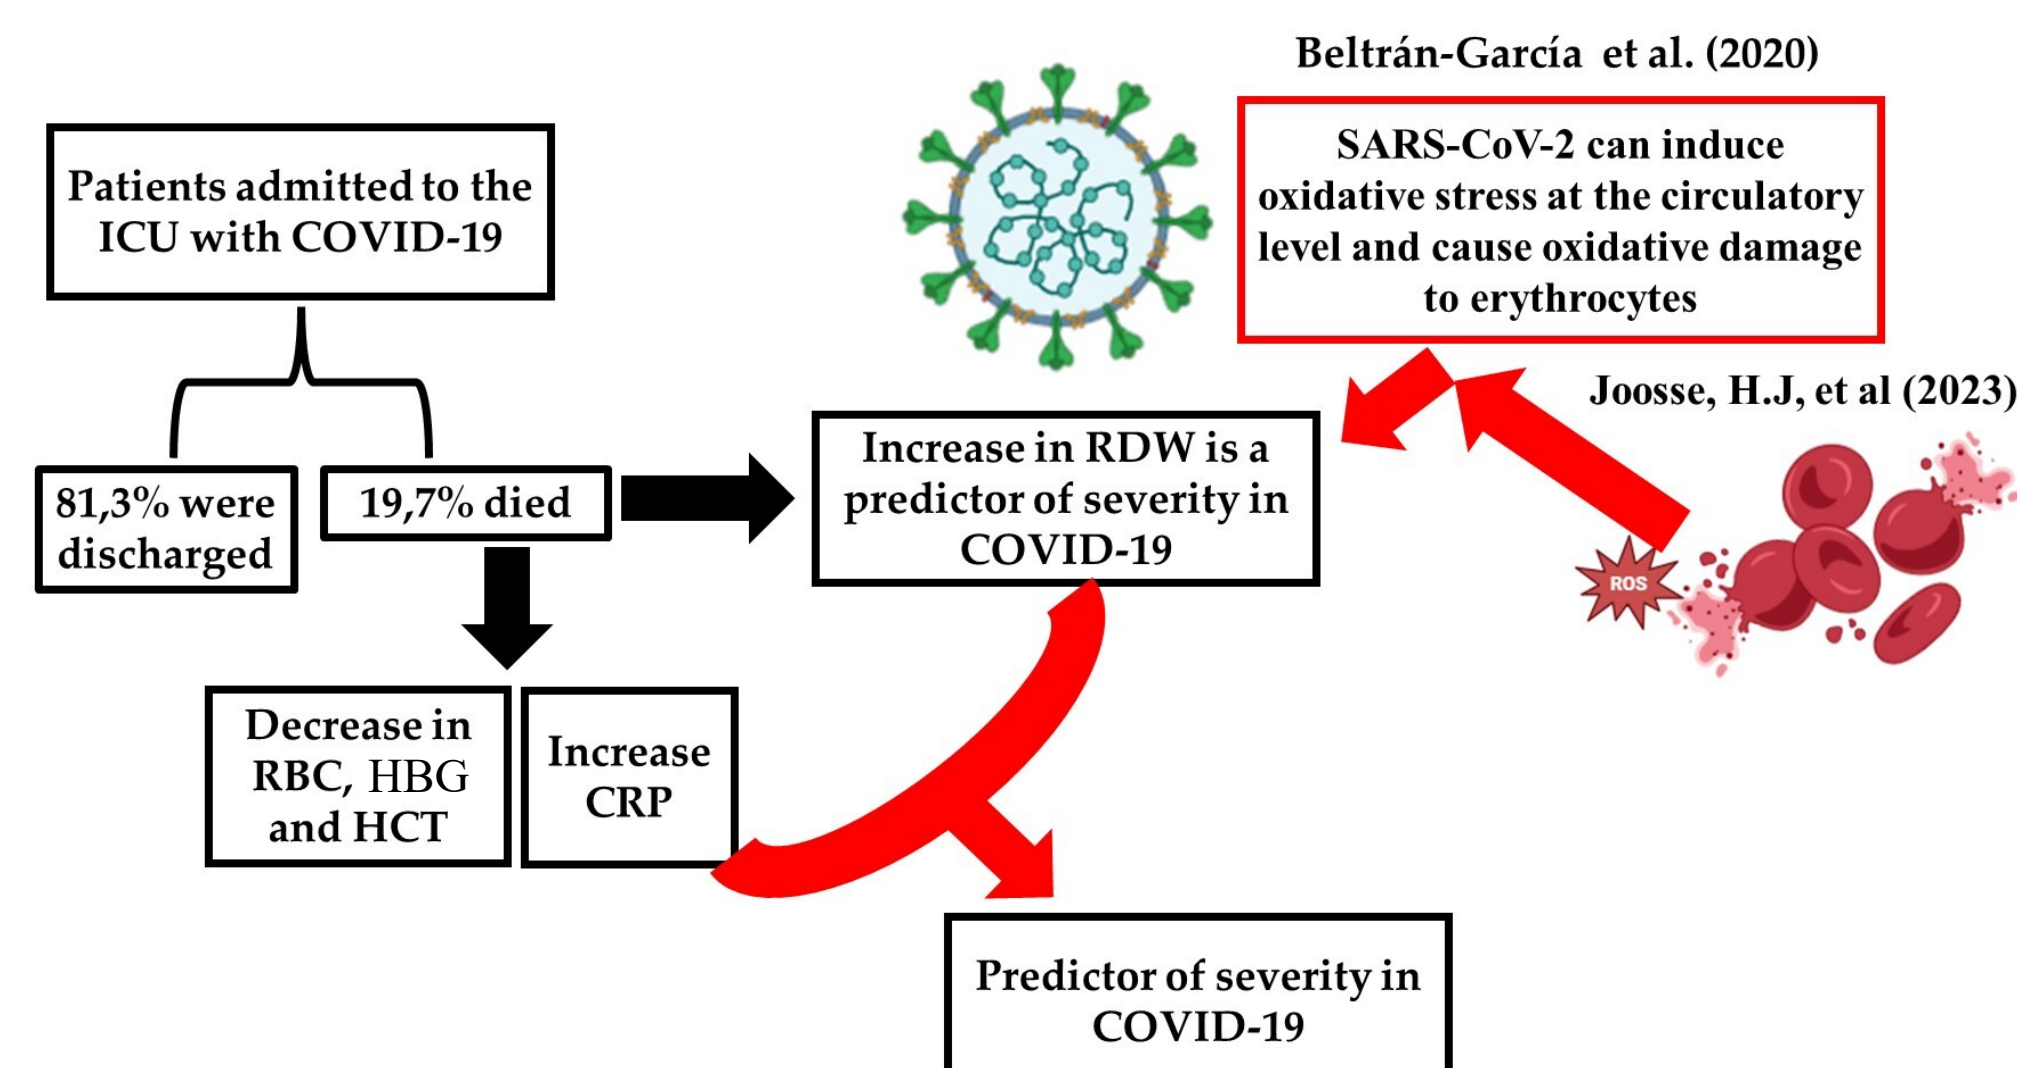 Beltrán-García et al. (2020)
SARS-CoV-2 can induce
oxidative stress at the circulatory
level and cause oxidative damage
to erythrocytes
Patients admitted to the
ICU with COVID-19
Joosse, H.J, et al (2023)
81,3% were
discharged
19,7% died
Increase in RDW is a
predictor of severity in
COVID-19
ROS
Decrease in
RBC, HBG
and HCT
Increase
CRP
Predictor of severity in
COVID-19